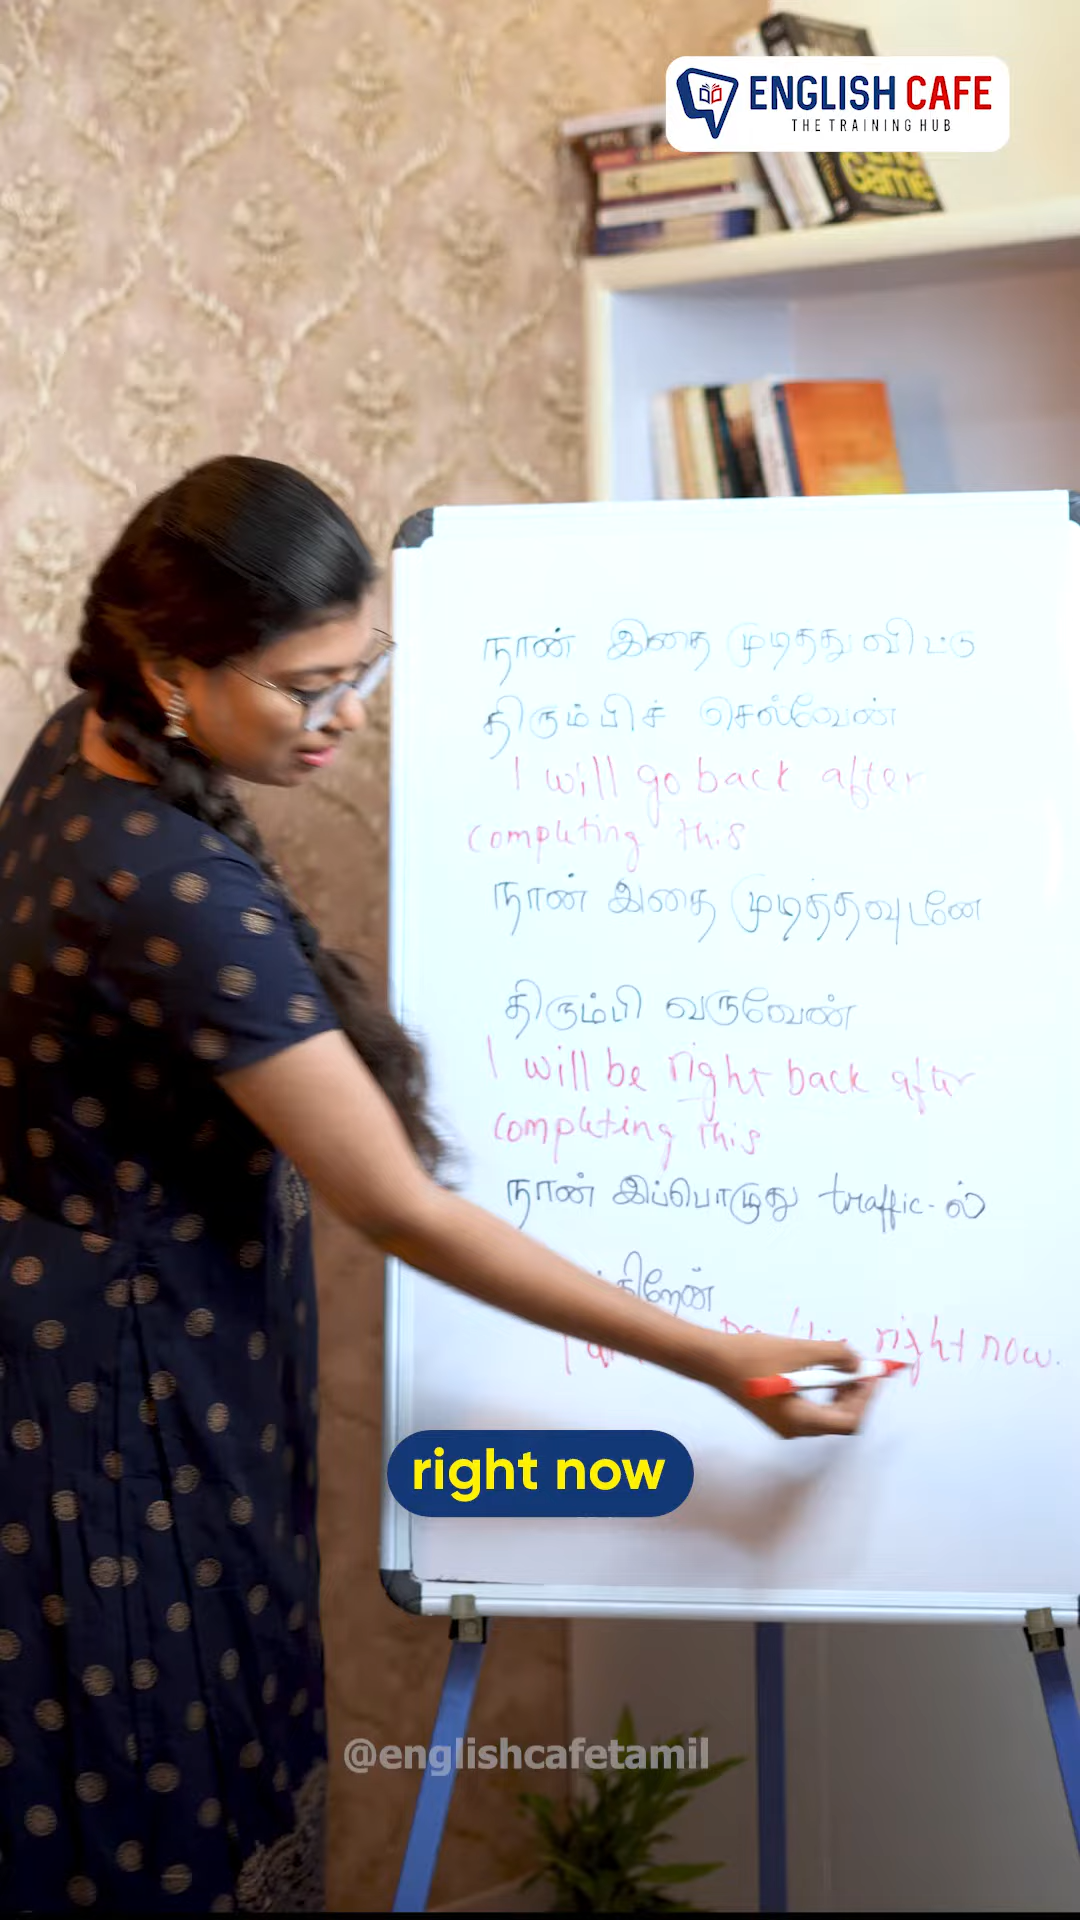 ENGLISH CAFE
THE TRAINING HUB
Game
நான் இதை முடித்து விட்டு
திரும்பிச் செல்வேன்
I will go back after
completing this
நான் இதை முடித்தவுடனே
திரும்பி வருவேன்
I will be right back after
completing this
நான் இப்பொழுது traffic-ல்
right now.
right now
@englishcafetamil